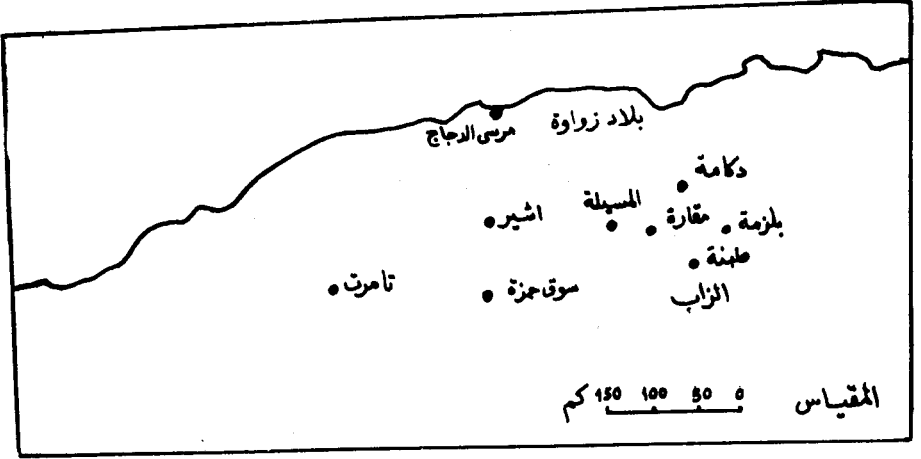 بلاد زواوة
مرسى الدجاج
دكامة
المسيلة
مقارة
بلزمة
اشير
طبنة
الزاب
سوق حمزة
تاهرت
المقياس
0 50 100 150 كم